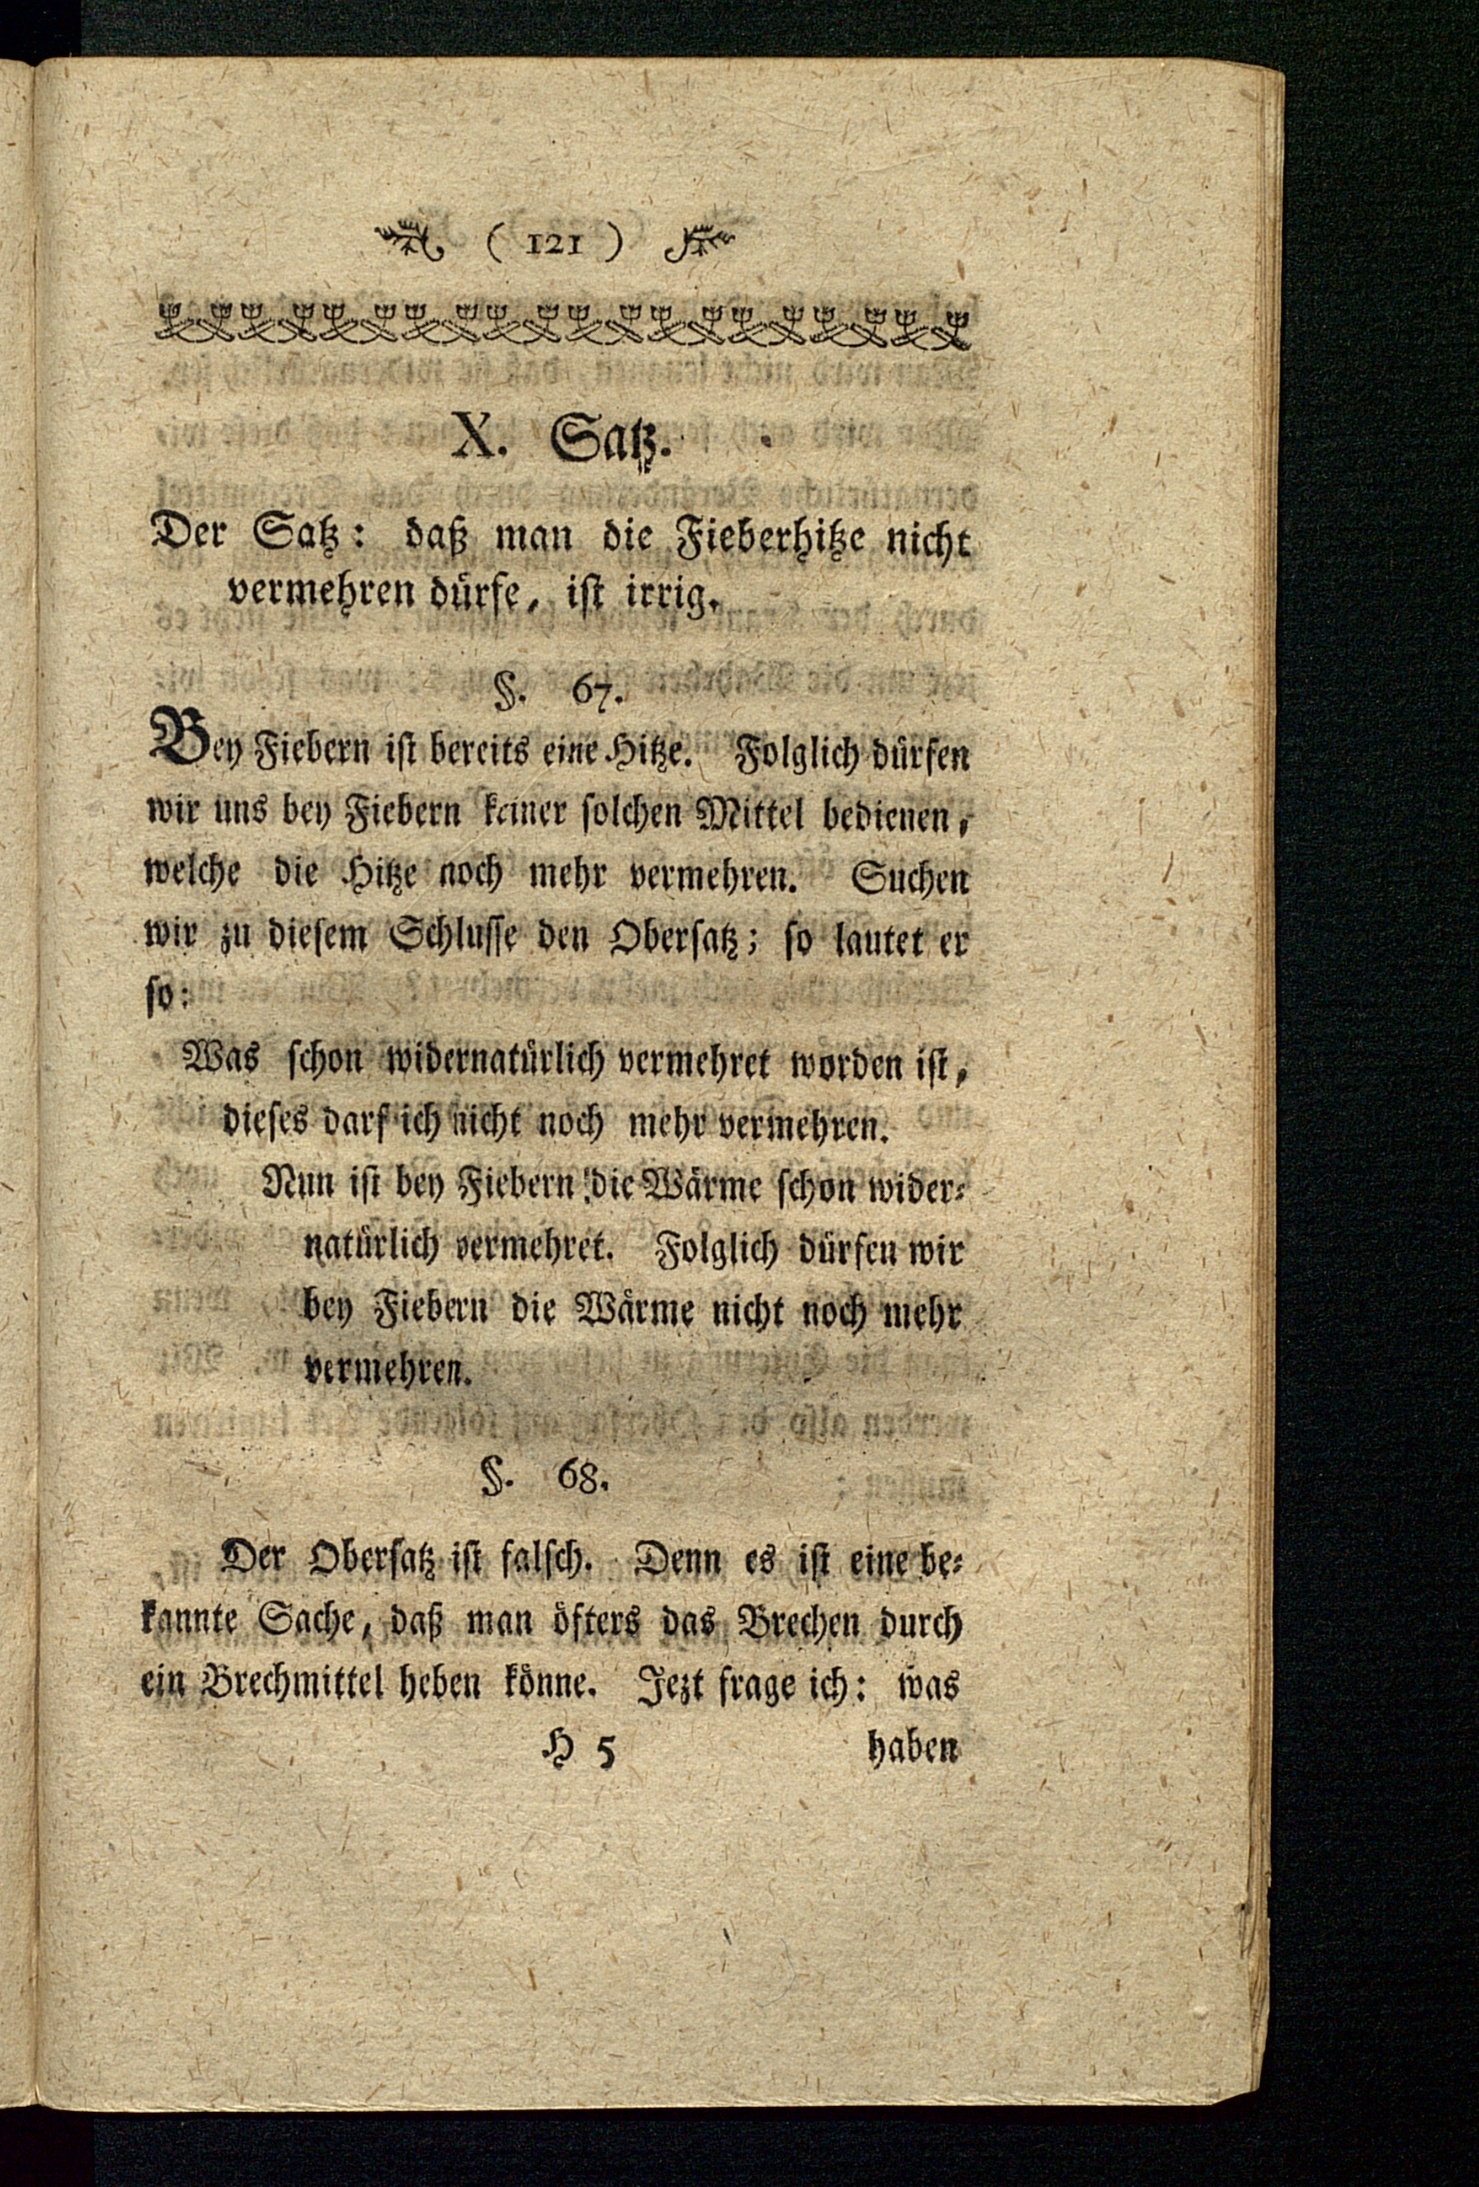 ( 121 )
X. Satz.
Der Satz: daß man die Fieberhitze nicht
vermehren dürfe, ist irrig.
§. 67.
Bey Fiebern ist bereits eine Hitze. Folglich dürfen
wir uns bey Fiebern keiner solchen Mittel bedienen,
welche die Hitze noch mehr vermehren. Suchen
wir zu diesem Schlusse den Obersatz; so lautet er
so:
Was schon widernatürlich vermehret worden ist,
dieses darf ich nicht noch mehr vermehren.
Nun ist bey Fiebern die Wärme schon wider-
natürlich vermehret. Folglich dürfen wir
bey Fiebern die Wärme nicht noch mehr
vermehren.
§. 68.
Der Obersatz ist falsch. Denn es ist eine be-
kannte Sache, daß man öfters das Brechen durch
ein Brechmittel heben könne. Jezt frage ich: was
H 5 haben